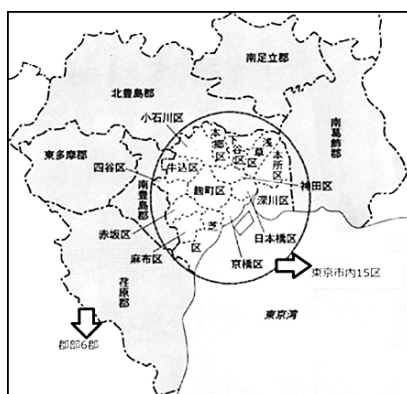 南足立郡
北豊島郡
南葛飾郡
小石川区
本郷区
下谷区
浅草区
本所区
東多摩郡
牛込区
四谷区
神田区
麹町区
南豊島郡
深川区
赤坂区
芝区
日本橋区
麻布区
京橋区
東京市内15区
荏原郡
東京湾
郡部6郡